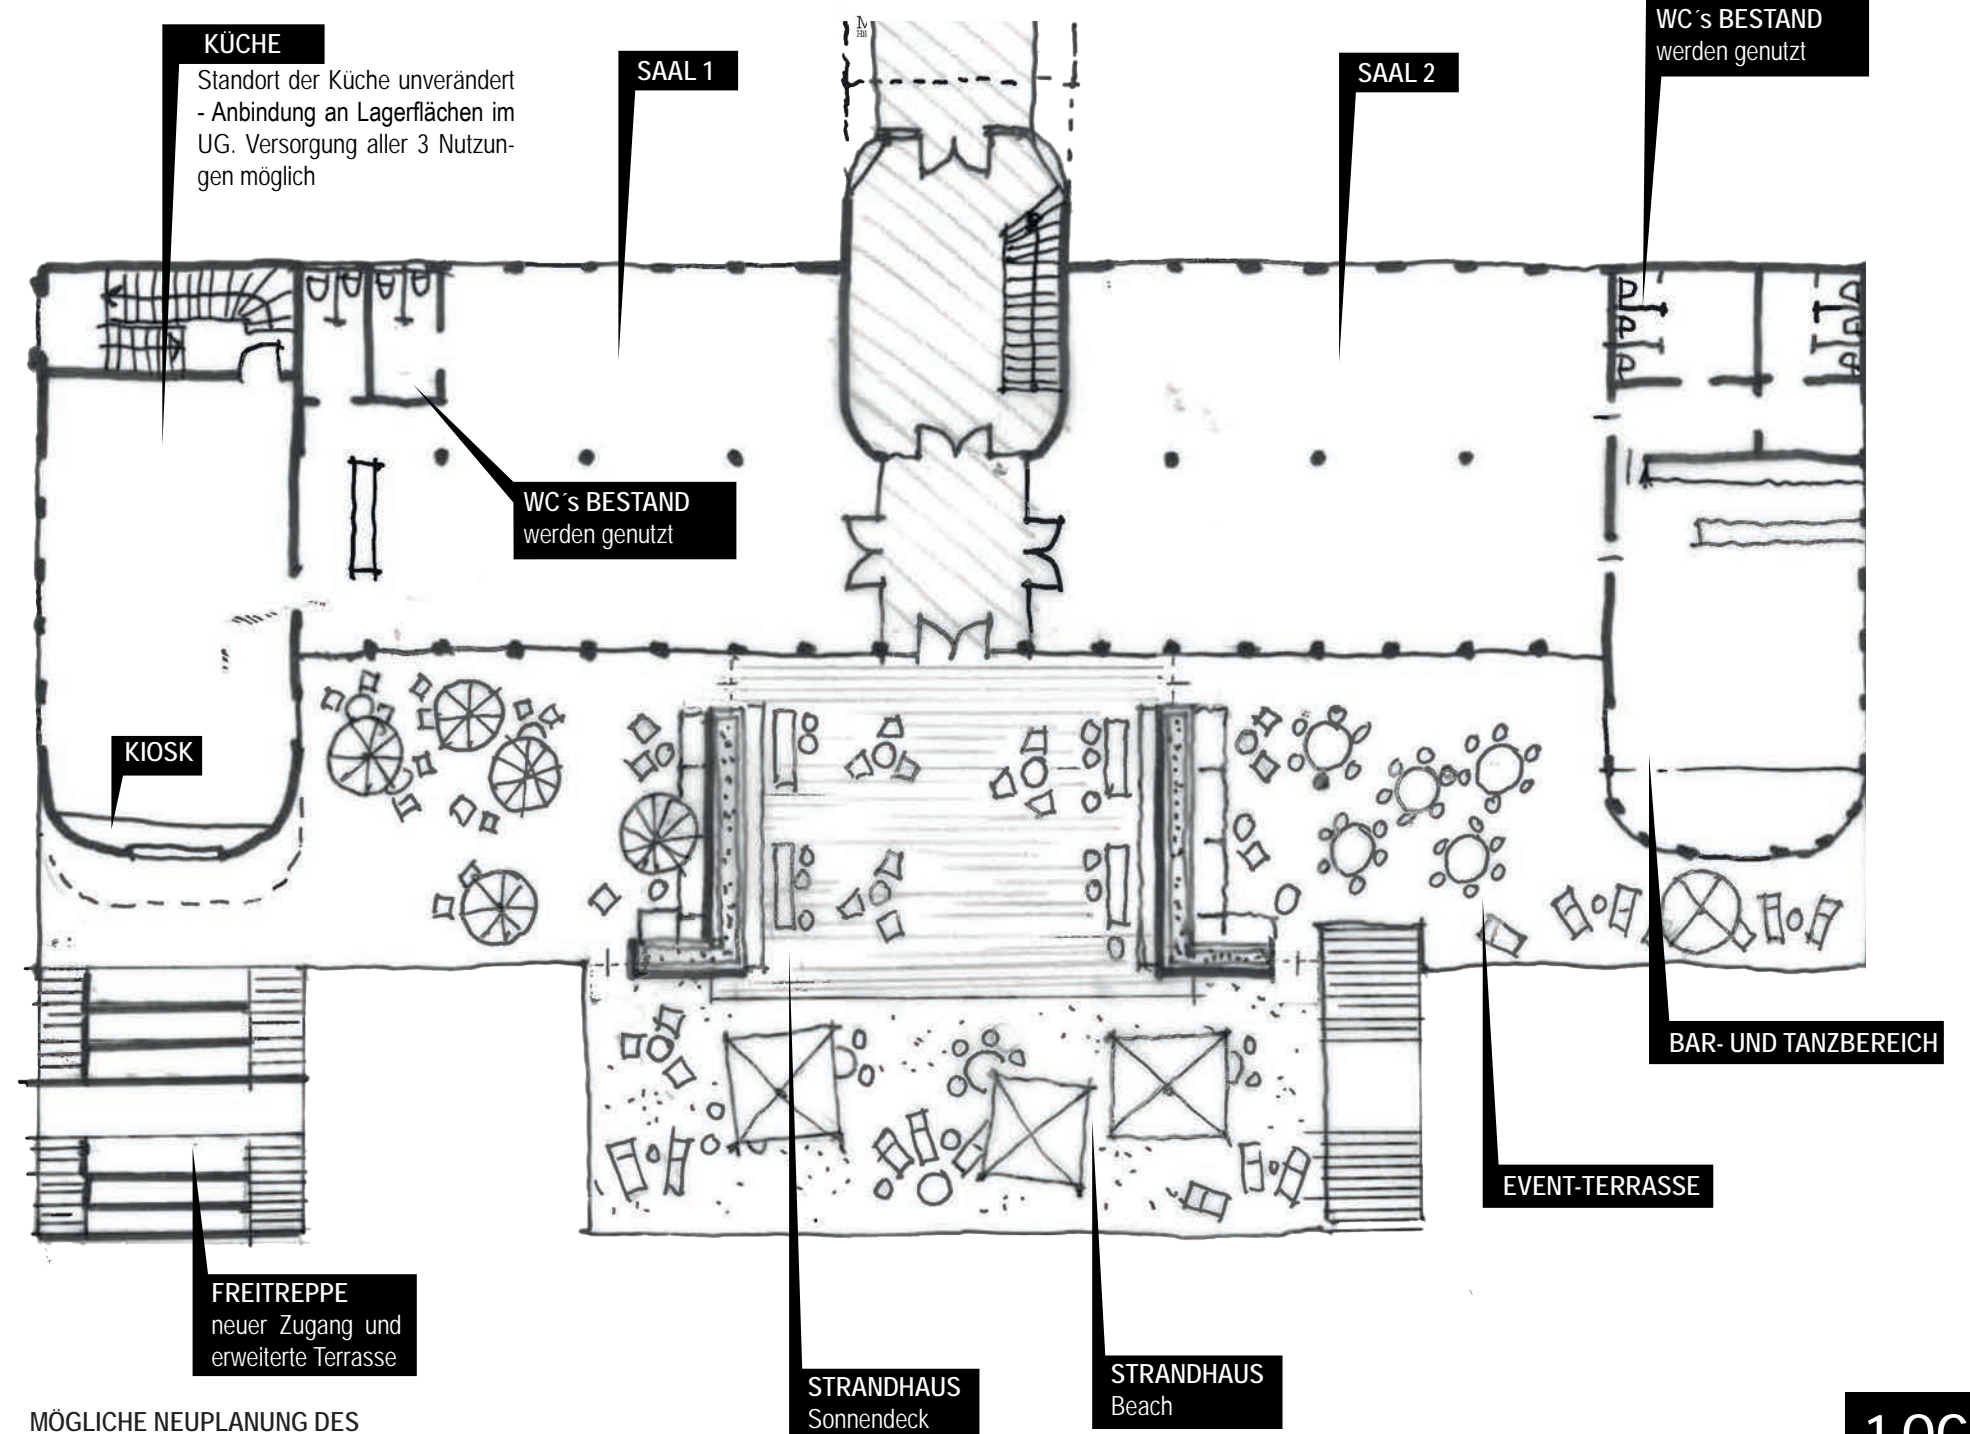 KÜCHE
Standort der Küche unverändert
- Anbindung an Lagerflächen im
UG. Versorgung aller 3 Nutzun-
gen möglich
SAAL 1
SAAL 2
WC´s BESTAND
werden genutzt
WC´s BESTAND
werden genutzt
KIOSK
BAR- UND TANZBEREICH
EVENT-TERRASSE
FREITREPPE
neuer Zugang und
erweiterte Terrasse
STRANDHAUS
Sonnendeck
STRANDHAUS
Beach
MÖGLICHE NEUPLANUNG DES